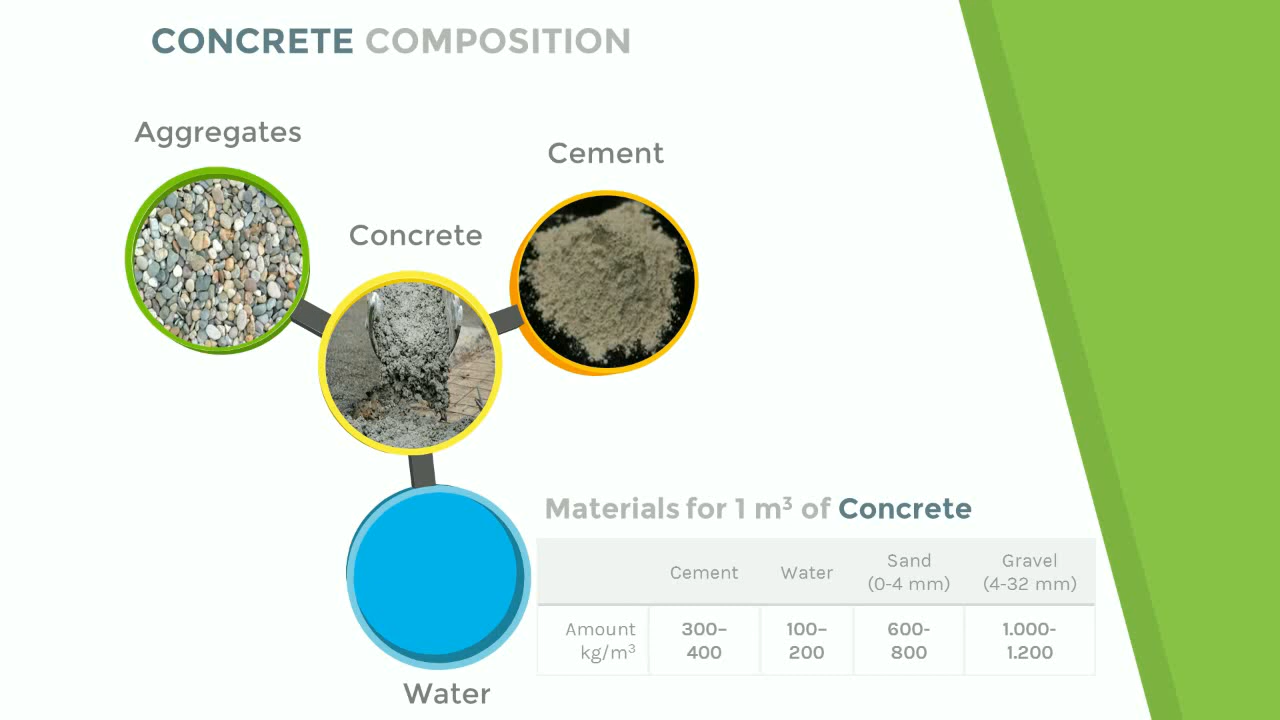 CONCRETE COMPOSITION
Aggregates
Cement
Concrete
Water
Materials for 1 m³ of Concrete
Cement Water Sand (0-4 mm) Gravel (4-32 mm)
Amount kg/m³ 300–400 100–200 600-800 1.000-1.200